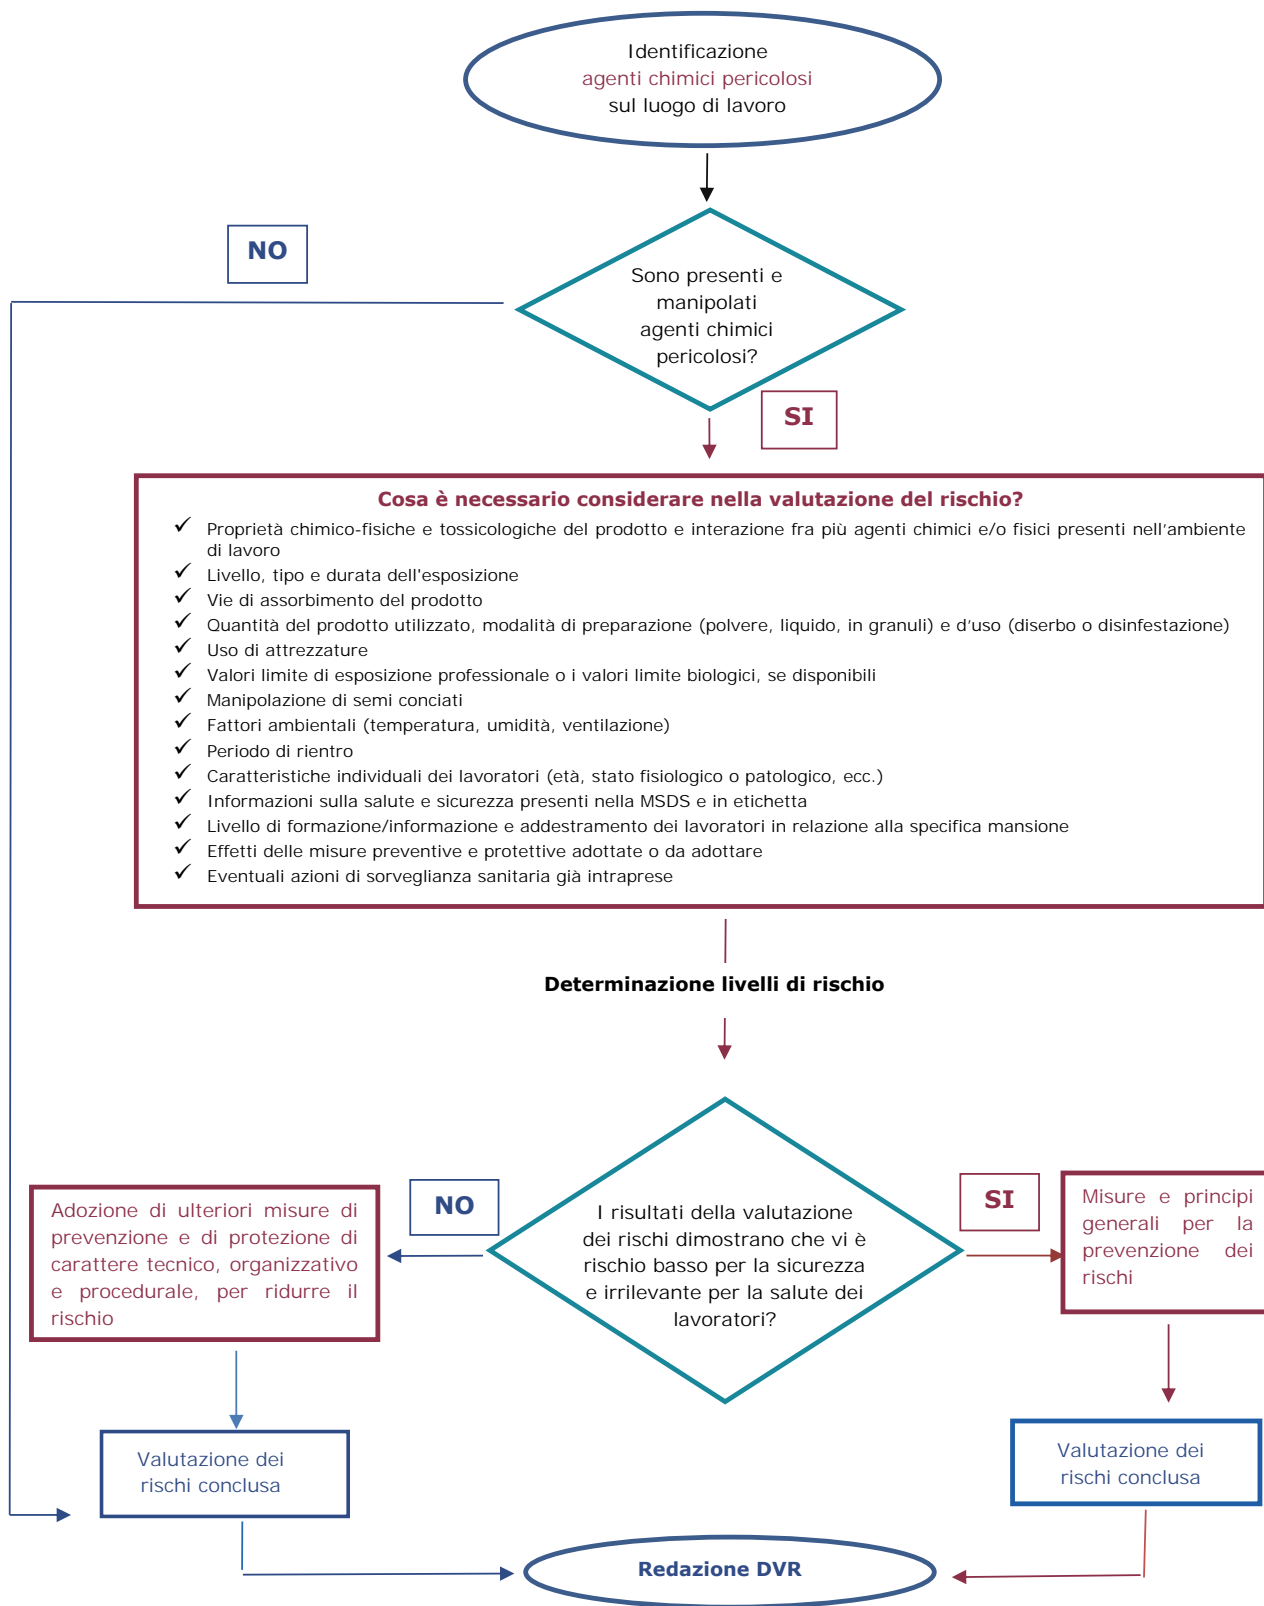 Identificazione
agenti chimici pericolosi
sul luogo di lavoro
NO
Sono presenti e
manipolati
agenti chimici
pericolosi?
SI
Cosa è necessario considerare nella valutazione del rischio?
✓ Proprietà chimico-fisiche e tossicologiche del prodotto e interazione fra più agenti chimici e/o fisici presenti nell'ambiente
di lavoro
✓ Livello, tipo e durata dell'esposizione
✓ Vie di assorbimento del prodotto
✓ Quantità del prodotto utilizzato, modalità di preparazione (polvere, liquido, in granuli) e d'uso (diserbo o disinfestazione)
✓ Uso di attrezzature
✓ Valori limite di esposizione professionale o i valori limite biologici, se disponibili
✓ Manipolazione di semi conciati
✓ Fattori ambientali (temperatura, umidità, ventilazione)
✓ Periodo di rientro
✓ Caratteristiche individuali dei lavoratori (età, stato fisiologico o patologico, ecc.)
✓ Informazioni sulla salute e sicurezza presenti nella MSDS e in etichetta
✓ Livello di formazione/informazione e addestramento dei lavoratori in relazione alla specifica mansione
✓ Effetti delle misure preventive e protettive adottate o da adottare
✓ Eventuali azioni di sorveglianza sanitaria già intraprese
Determinazione livelli di rischio
Adozione di ulteriori misure di
prevenzione e di protezione di
carattere tecnico, organizzativo
e procedurale, per ridurre il
rischio
NO
I risultati della valutazione
dei rischi dimostrano che vi è
rischio basso per la sicurezza
e irrilevante per la salute dei
lavoratori?
SI
Misure e principi
generali per la
prevenzione dei
rischi
Valutazione dei
rischi conclusa
Valutazione dei
rischi conclusa
Redazione DVR